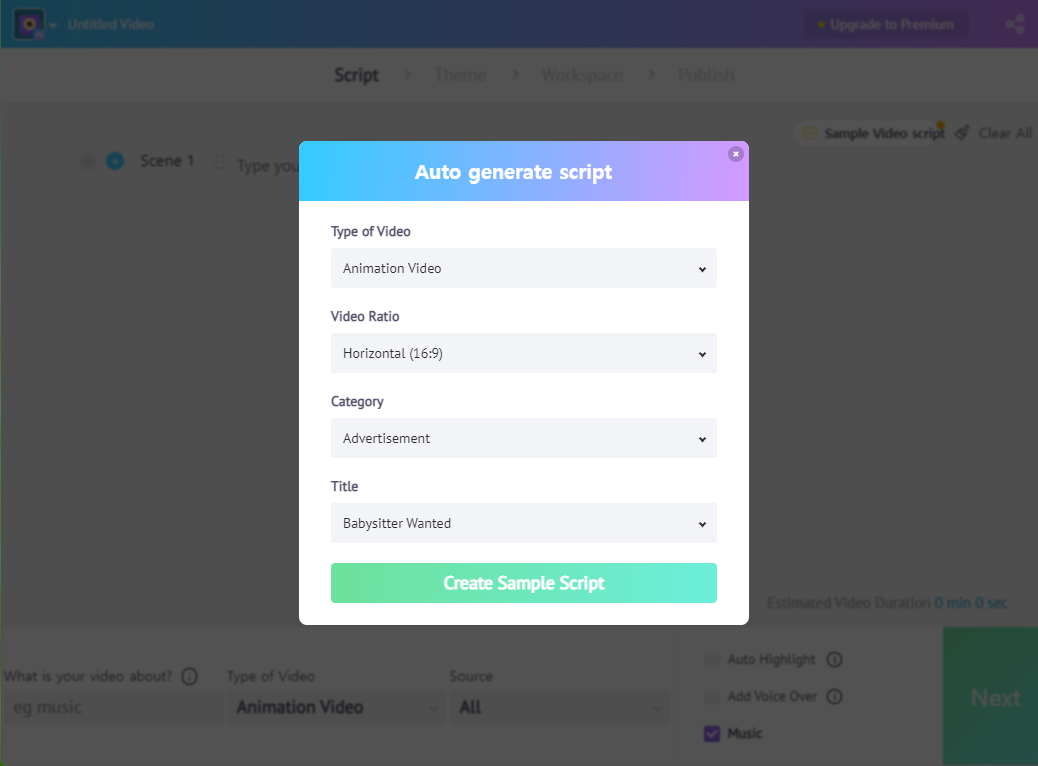 Untitled Video
Upgrade to Premium
Script > Theme > Workspace > Publish
Sample Video script
Clear All
Scene 1
Type you
Auto generate script
Type of Video
Animation Video
Video Ratio
Horizontal (16:9)
Category
Advertisement
Title
Babysitter Wanted
Create Sample Script
Estimated Video Duration 0 min 0 sec
What is your video about?
eg music
Type of Video
Animation Video
Source
All
Auto Highlight
Add Voice Over
Music
Next